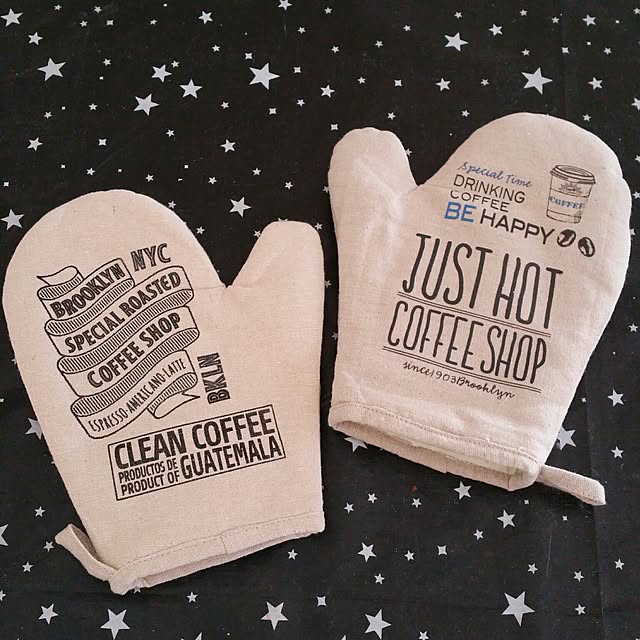 BROOKLYN NYC
SPECIAL ROASTED
COFFEE SHOP
ESPRESSO·AMERICANO·LATTE
BKLN
CLEAN COFFEE
PRODUCTOS DE
PRODUCT OF
GUATEMALA
Special Time
DRINKING
COFFEE
BE HAPPY
COFFEE
JUST HOT
COFFEE SHOP
since1903Brooklyn